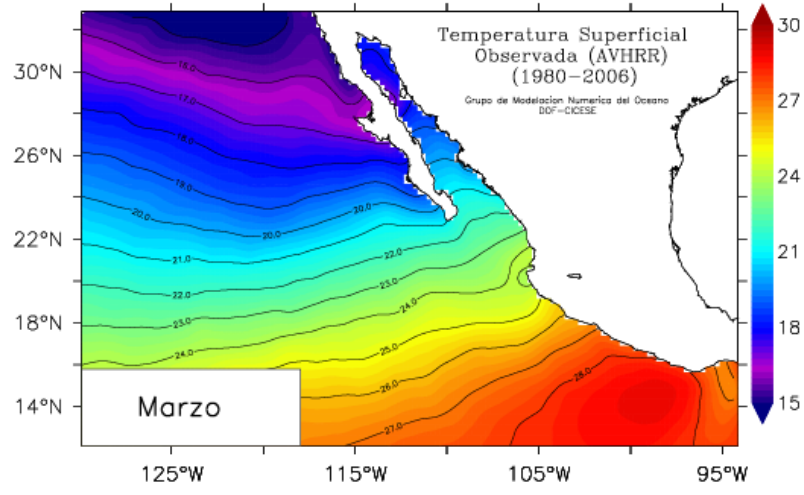 Temperatura Superficial
Observada (AVHRR)
(1980-2006)
Grupo de Modelacion Numerica del Oceano
DOF-CICESE
30
27
24
21
18
15
30°N
26°N
22°N
18°N
14°N
16.0
17.0
18.0
19.0
20.0
20.0
20.0
21.0
22.0
22.0
23.0
23.0
24.0
24.0
25.0
26.0
27.0
28.0
Marzo
125°W
115°W
105°W
95°W